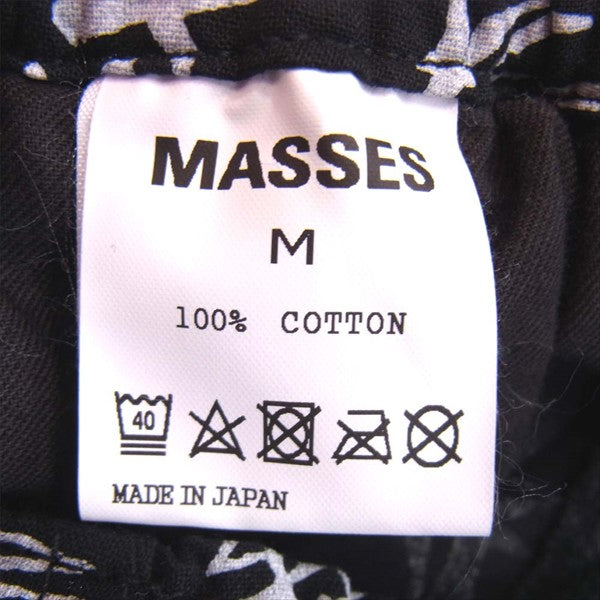 MASSES
M
100% COTTON
40
MADE IN JAPAN